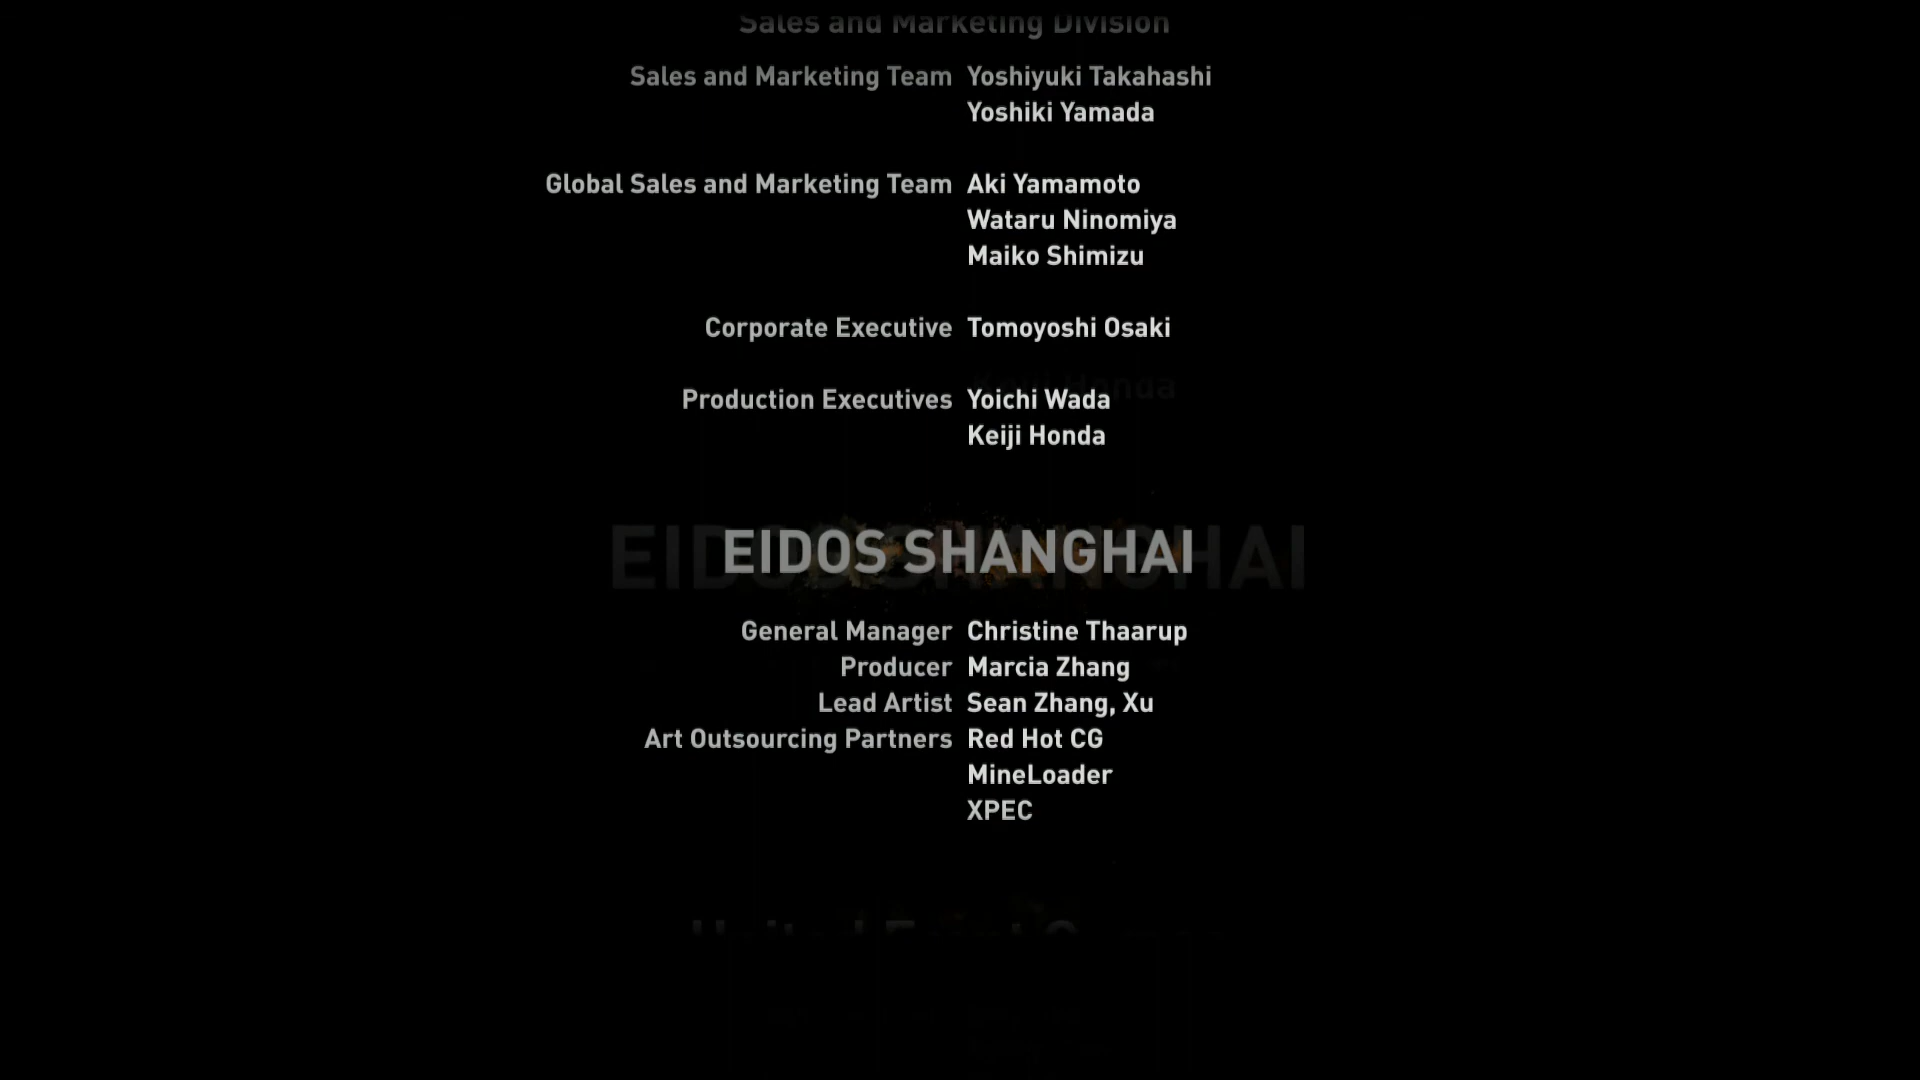 Sales and Marketing Division
Sales and Marketing Team Yoshiyuki Takahashi
Yoshiki Yamada
Global Sales and Marketing Team Aki Yamamoto
Wataru Ninomiya
Maiko Shimizu
Corporate Executive Tomoyoshi Osaki
Production Executives Yoichi Wada
Keiji Honda
EIDOS SHANGHAI
General Manager Christine Thaarup
Producer Marcia Zhang
Lead Artist Sean Zhang, Xu
Art Outsourcing Partners Red Hot CG
MineLoader
XPEC